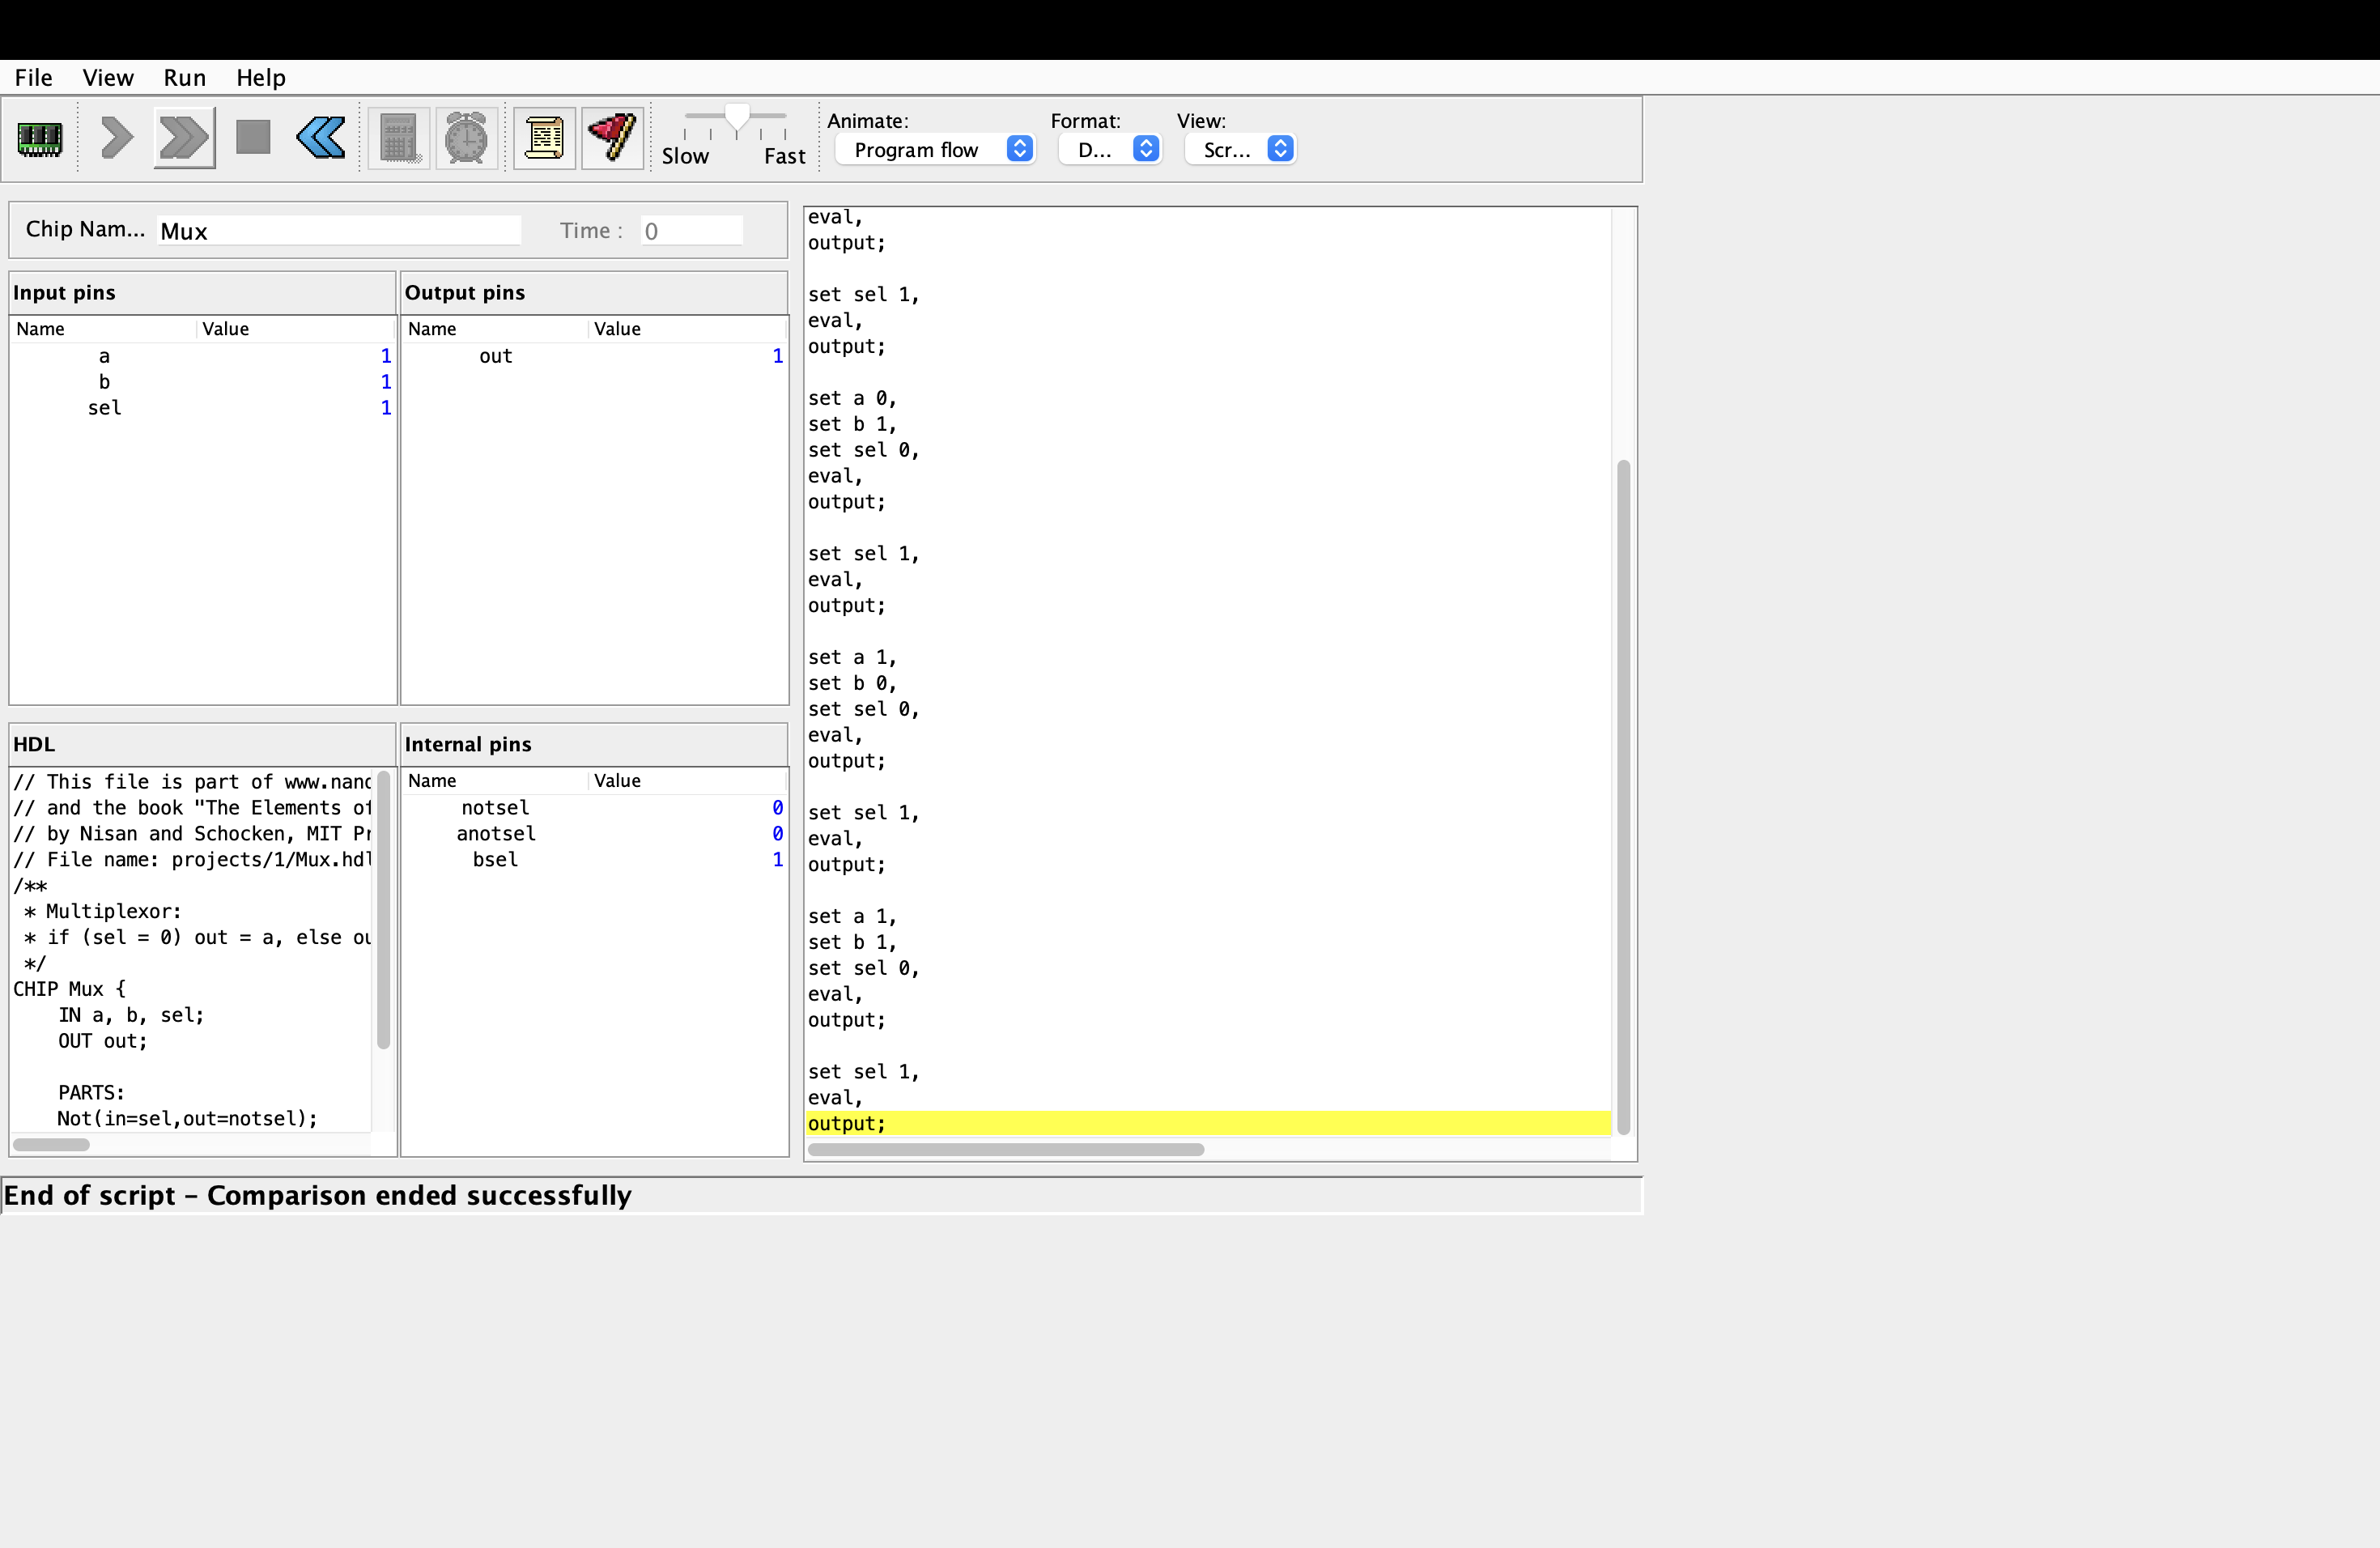 File View Run Help
Slow Fast
Animate:
Program flow
Format:
D...
View:
Scr...
Chip Nam... Mux Time : 0
Input pins
Name Value
a 1
b 1
sel 1
Output pins
Name Value
out 1
HDL
// This file is part of www.nand
// and the book "The Elements of
// by Nisan and Schocken, MIT Pr
// File name: projects/1/Mux.hdl
/**
* Multiplexor:
* if (sel = 0) out = a, else ou
*/
CHIP Mux {
IN a, b, sel;
OUT out;
PARTS:
Not(in=sel,out=notsel);
Internal pins
Name Value
notsel 0
anotsel 0
bsel 1
eval,
output;
set sel 1,
eval,
output;
set a 0,
set b 1,
set sel 0,
eval,
output;
set sel 1,
eval,
output;
set a 1,
set b 0,
set sel 0,
eval,
output;
set sel 1,
eval,
output;
set a 1,
set b 1,
set sel 0,
eval,
output;
set sel 1,
eval,
output;
End of script – Comparison ended successfully